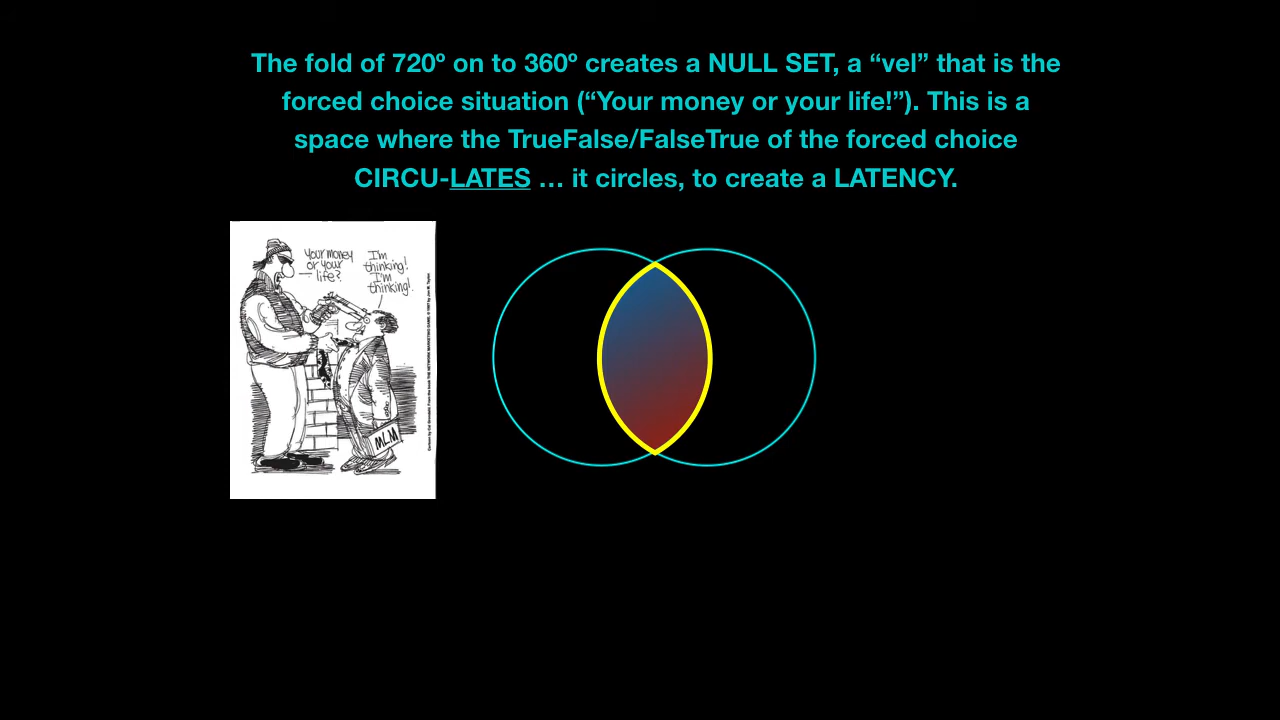 The fold of 720º on to 360º creates a NULL SET, a “vel” that is the
forced choice situation (“Your money or your life!”). This is a
space where the TrueFalse/FalseTrue of the forced choice
CIRCU-LATES … it circles, to create a LATENCY.
Your money
or your
life?
I'm
thinking!
I'm
thinking!
MLM